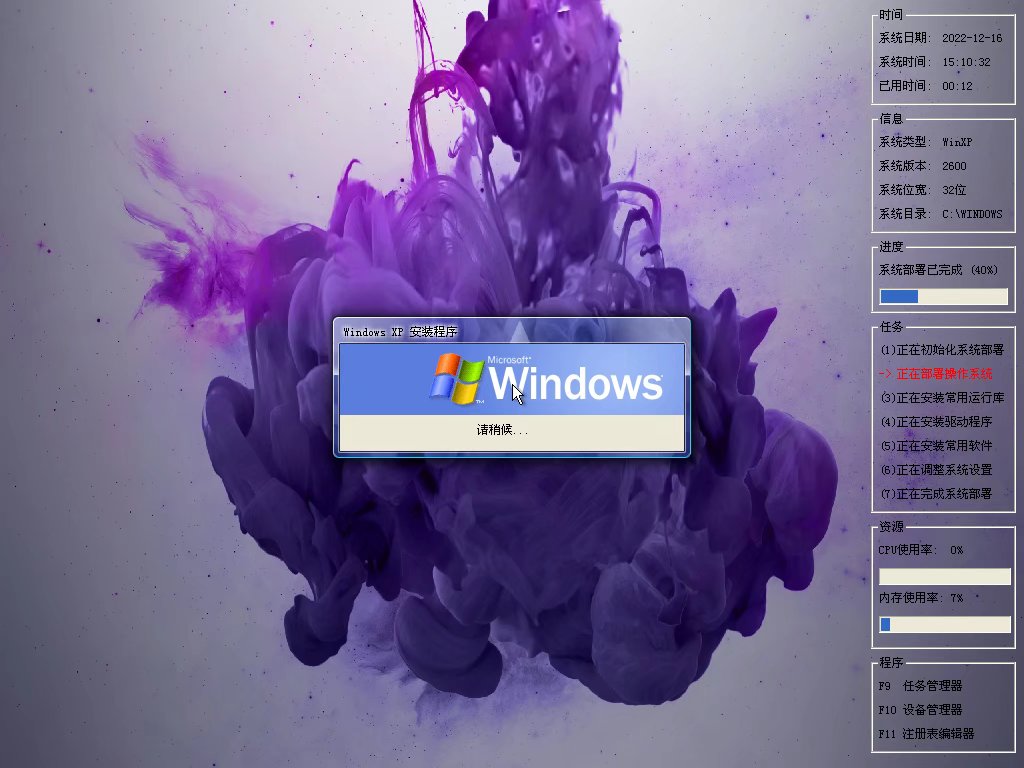 时间
系统日期: 2022-12-16
系统时间: 15:10:32
已用时间: 00:12
信息
系统类型: WinXP
系统版本: 2600
系统位宽: 32位
系统目录: C:\WINDOWS
进度
系统部署已完成 (40%)
Windows XP 安装程序
Microsoft®
Windows
TM
请稍候...
任务
(1)正在初始化系统部署
-> 正在部署操作系统
(3)正在安装常用运行库
(4)正在安装驱动程序
(5)正在安装常用软件
(6)正在调整系统设置
(7)正在完成系统部署
资源
CPU使用率: 0%
内存使用率: 7%
程序
F9 任务管理器
F10 设备管理器
F11 注册表编辑器